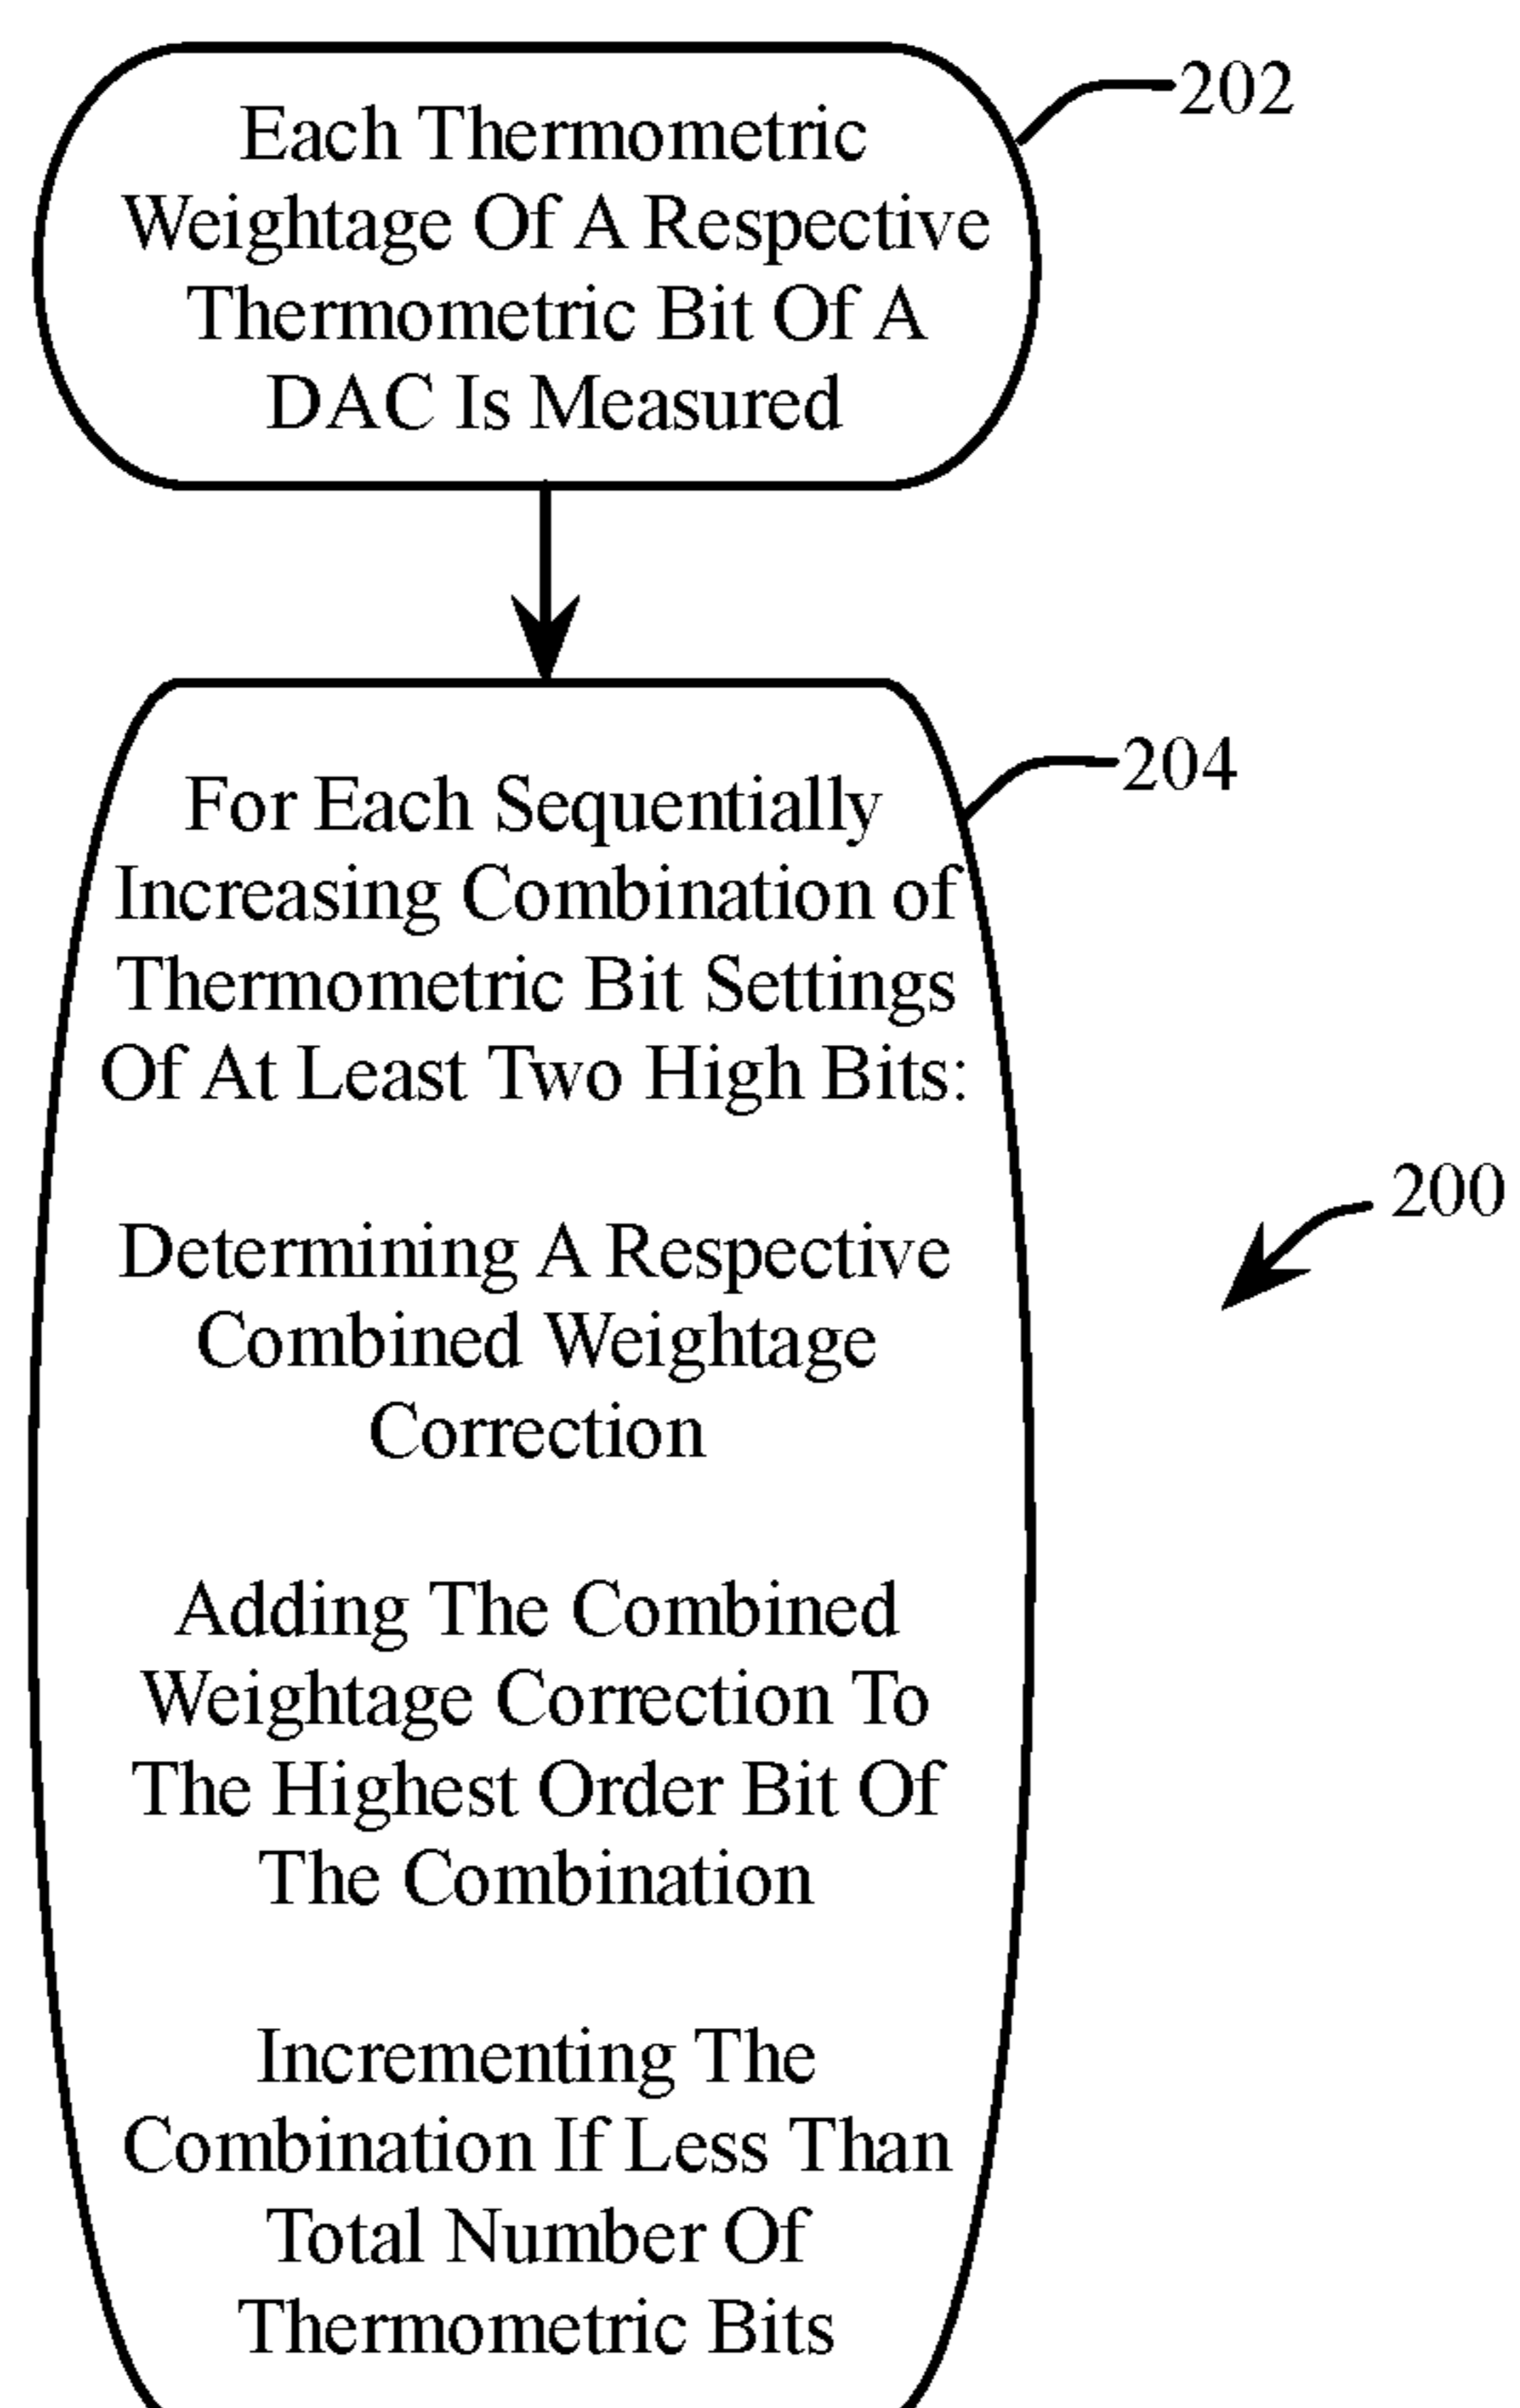 Each Thermometric
Weightage Of A Respective
Thermometric Bit Of A
DAC Is Measured
202
For Each Sequentially
Increasing Combination of
Thermometric Bit Settings
Of At Least Two High Bits:
204
Determining A Respective
Combined Weightage
Correction
200
Adding The Combined
Weightage Correction To
The Highest Order Bit Of
The Combination
Incrementing The
Combination If Less Than
Total Number Of
Thermometric Bits